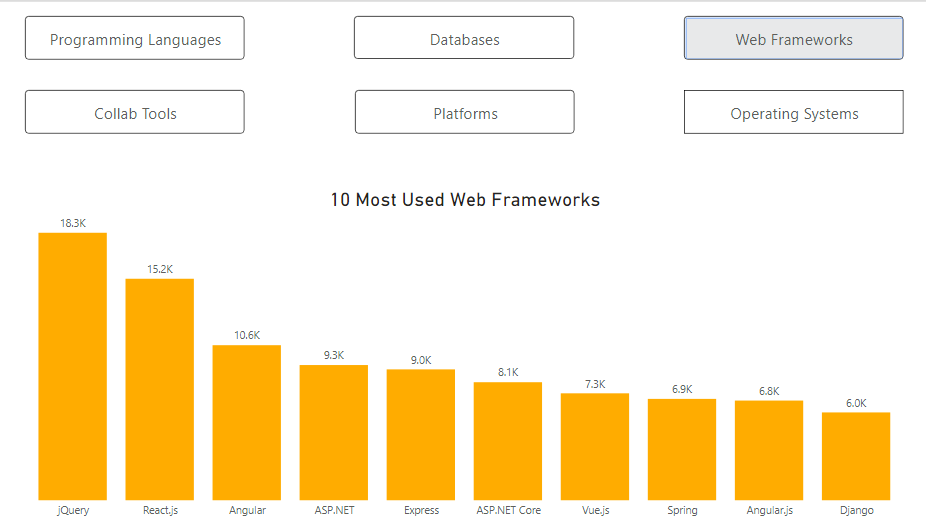 Programming Languages
Databases
Web Frameworks
Collab Tools
Platforms
Operating Systems
10 Most Used Web Frameworks
18.3K
15.2K
10.6K
9.3K
9.0K
8.1K
7.3K
6.9K
6.8K
6.0K
jQuery
React.js
Angular
ASP.NET
Express
ASP.NET Core
Vue.js
Spring
Angular.js
Django